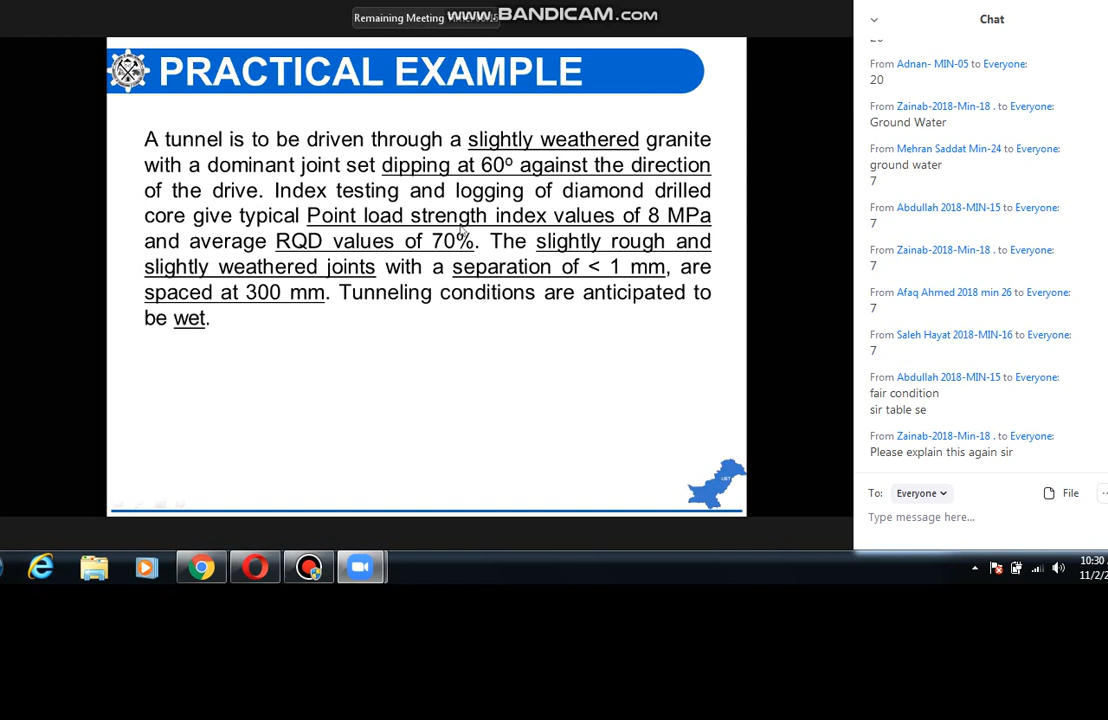 Remaining Meeting
WWW.BANDICAM.COM
PRACTICAL EXAMPLE
A tunnel is to be driven through a slightly weathered granite
with a dominant joint set dipping at 60º against the direction
of the drive. Index testing and logging of diamond drilled
core give typical Point load strength index values of 8 MPa
and average RQD values of 70%. The slightly rough and
slightly weathered joints with a separation of < 1 mm, are
spaced at 300 mm. Tunneling conditions are anticipated to
be wet.
Chat
From Adnan- MIN-05 to Everyone:
20
From Zainab-2018-Min-18 . to Everyone:
Ground Water
From Mehran Saddat Min-24 to Everyone:
ground water
7
From Abdullah 2018-MIN-15 to Everyone:
7
From Zainab-2018-Min-18 . to Everyone:
7
From Afaq Ahmed 2018 min 26 to Everyone:
7
From Saleh Hayat 2018-MIN-16 to Everyone:
7
From Abdullah 2018-MIN-15 to Everyone:
fair condition
sir table se
From Zainab-2018-Min-18 . to Everyone:
Please explain this again sir
To: Everyone File
Type message here...
10:30
11/2/2